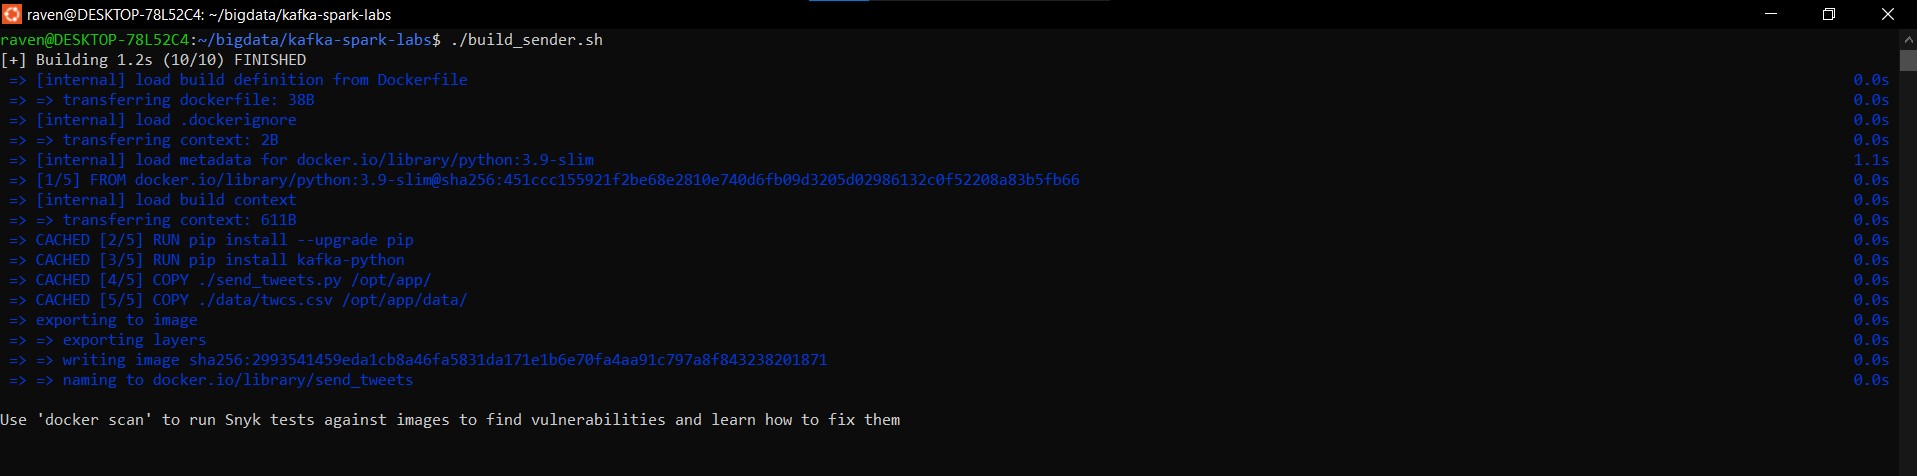 raven@DESKTOP-78L52C4: ~/bigdata/kafka-spark-labs
raven@DESKTOP-78L52C4:~/bigdata/kafka-spark-labs$ ./build_sender.sh
[+] Building 1.2s (10/10) FINISHED
=> [internal] load build definition from Dockerfile 0.0s
=> => transferring dockerfile: 38B 0.0s
=> [internal] load .dockerignore 0.0s
=> => transferring context: 2B 0.0s
=> [internal] load metadata for docker.io/library/python:3.9-slim 1.1s
=> [1/5] FROM docker.io/library/python:3.9-slim@sha256:451ccc155921f2be68e2810e740d6fb09d3205d02986132c0f52208a83b5fb66 0.0s
=> [internal] load build context 0.0s
=> => transferring context: 611B 0.0s
=> CACHED [2/5] RUN pip install --upgrade pip 0.0s
=> CACHED [3/5] RUN pip install kafka-python 0.0s
=> CACHED [4/5] COPY ./send_tweets.py /opt/app/ 0.0s
=> CACHED [5/5] COPY ./data/twcs.csv /opt/app/data/ 0.0s
=> exporting to image 0.0s
=> => exporting layers 0.0s
=> => writing image sha256:2993541459eda1cb8a46fa5831da171e1b6e70fa4aa91c797a8f843238201871 0.0s
=> => naming to docker.io/library/send_tweets 0.0s
Use 'docker scan' to run Snyk tests against images to find vulnerabilities and learn how to fix them